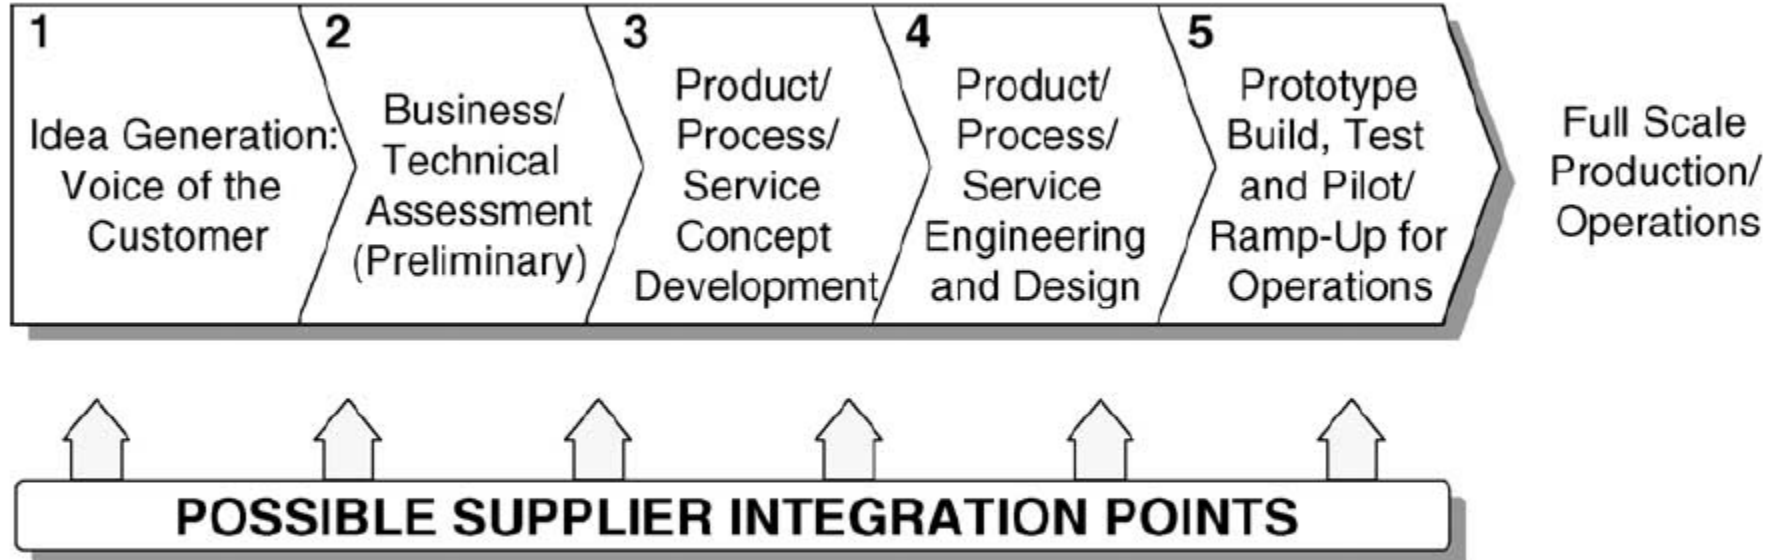 1
Idea Generation:
Voice of the
Customer
2
Business/
Technical
Assessment
(Preliminary)
3
Product/
Process/
Service
Concept
Development
4
Product/
Process/
Service
Engineering
and Design
5
Prototype
Build, Test
and Pilot/
Ramp-Up for
Operations
Full Scale
Production/
Operations
POSSIBLE SUPPLIER INTEGRATION POINTS